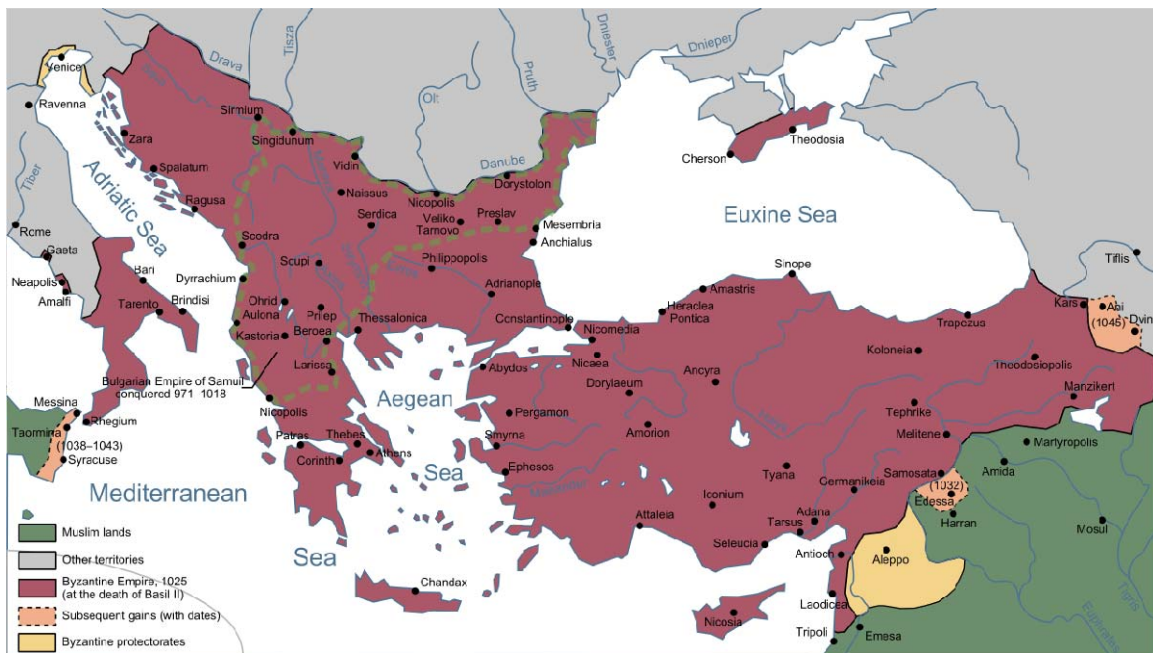 Drava
Tisza
Dniester
Dnieper
Pruth
Venice
Ravenna
Sirmium
Olt
Zara
Singidunum
Theodosia
Tiber
Adriatic Sea
Vidin
Danube
Cherson
Spalatum
Dorystolon
Naissus
Nicopolis
Ragusa
Serdica
Veliko
Tarnovo
Preslav
Mesembria
Euxine Sea
Rome
Scodra
Anchialus
Gaeta
Scupi
Philippopolis
Tiflis
Neapolis
Bari
Dyrrachium
Sinope
Amalfi
Adrianople
Amastris
Kars
Ani
Tarento
Brindisi
Ohrid
Prilep
Constantinople
Heraclea
Pontica
Trapezus
(1045)
Dvin
Aulona
Thessalonica
Nicomedia
Kastoria
Beroea
Nicaea
Koloneia
Theodosiopolis
Larissa
Abydos
Dorylaeum
Ancyra
Manzikert
Bulgarian Empire of Samuil
conquered 971–1018
Aegean
Messina
Nicopolis
Pergamon
Tephrike
Rhegium
Halys
Taormina
Patras
Thebes
Smyrna
Amorion
Melitene
Martyropolis
(1038–1043)
Athens
Syracuse
Corinth
Sea
Ephesos
Tyana
Samosata
Amida
Mediterranean
Germanikeia
(1032)
Edessa
Iconium
Adana
Harran
Mosul
Muslim lands
Attaleia
Tarsus
Sea
Seleucia
Antioch
Aleppo
Other territories
Tigris
Byzantine Empire, 1025
(at the death of Basil II)
Chandax
Laodicea
Subsequent gains (with dates)
Nicosia
Euphrates
Tripoli
Emesa
Byzantine protectorates